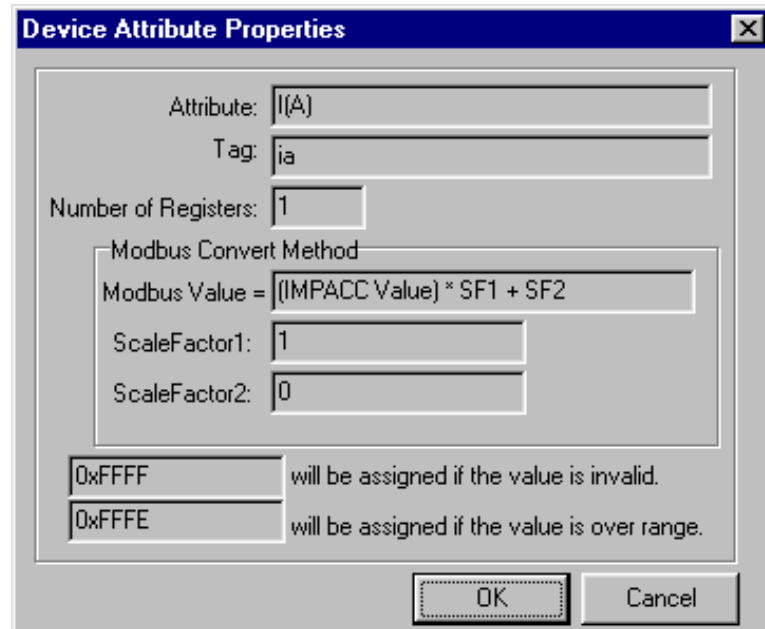 Device Attribute Properties
Attribute: I(A)
Tag: ia
Number of Registers: 1
Modbus Convert Method
Modbus Value = (IMPACC Value) * SF1 + SF2
ScaleFactor1: 1
ScaleFactor2: 0
0xFFFF will be assigned if the value is invalid.
0xFFFE will be assigned if the value is over range.
OK Cancel